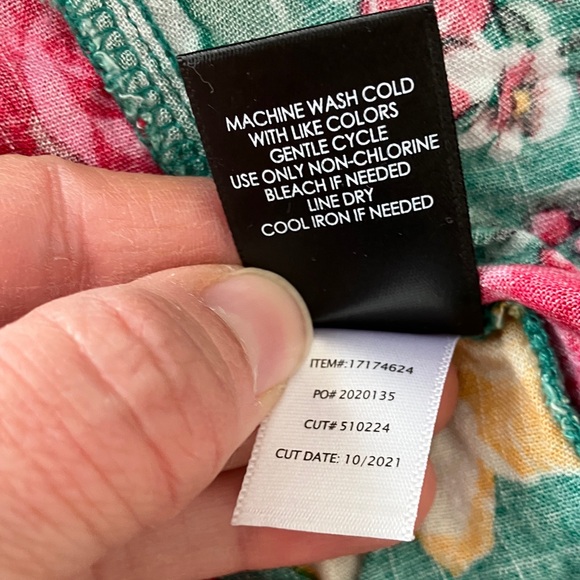 MACHINE WASH COLD
WITH LIKE COLORS
GENTLE CYCLE
USE ONLY NON-CHLORINE
BLEACH IF NEEDED
LINE DRY
COOL IRON IF NEEDED
ITEM#:17174624
PO# 2020135
CUT# 510224
CUT DATE: 10/2021